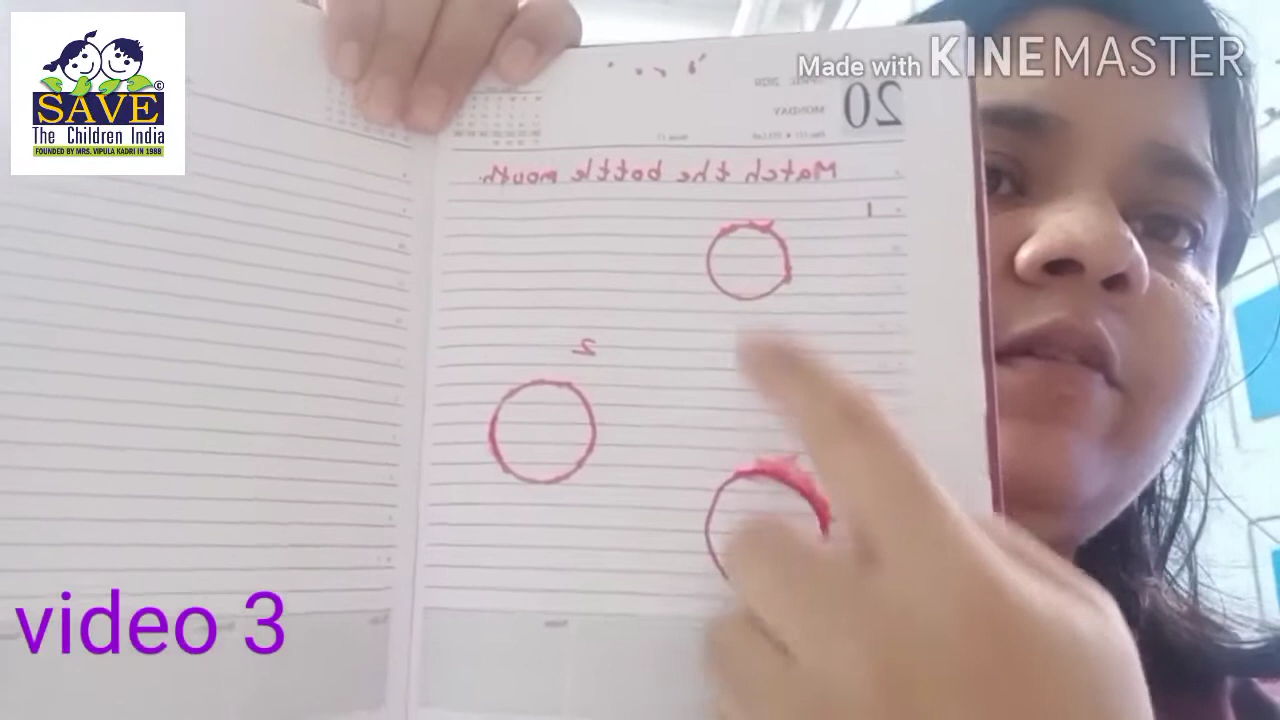 SAVE
The Children India
FOUNDED BY MRS. VIPULA KADRI IN 1988
Made with KINEMASTER
20
MONDAY
Match the bottle mouth.
1
2
video 3